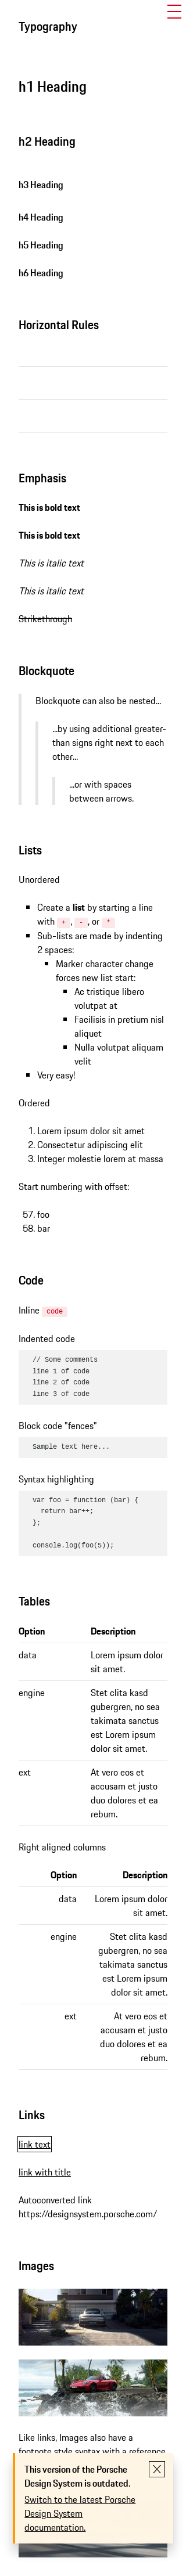 Typography
h1 Heading
h2 Heading
h3 Heading
h4 Heading
h5 Heading
h6 Heading
Horizontal Rules
Emphasis
This is bold text
This is bold text
This is italic text
This is italic text
Strikethrough
Blockquote
Blockquote can also be nested...
...by using additional greater-
than signs right next to each
other...
...or with spaces
between arrows.
Lists
Unordered
Create a list by starting a line
with +, -, or *
Sub-lists are made by indenting
2 spaces:
Marker character change
forces new list start:
Ac tristique libero
volutpat at
Facilisis in pretium nisl
aliquet
Nulla volutpat aliquam
velit
Very easy!
Ordered
1. Lorem ipsum dolor sit amet
2. Consectetur adipiscing elit
3. Integer molestie lorem at massa
Start numbering with offset:
57. foo
58. bar
Code
Inline code
Indented code
// Some comments
line 1 of code
line 2 of code
line 3 of code
Block code "fences"
Sample text here...
Syntax highlighting
var foo = function (bar) {
return bar++;
};
console.log(foo(5));
Tables
Option Description
data Lorem ipsum dolor
sit amet.
engine Stet clita kasd
gubergren, no sea
takimata sanctus
est Lorem ipsum
dolor sit amet.
ext At vero eos et
accusam et justo
duo dolores et ea
rebum.
Right aligned columns
Option Description
data Lorem ipsum dolor
sit amet.
engine Stet clita kasd
gubergren, no sea
takimata sanctus
est Lorem ipsum
dolor sit amet.
ext At vero eos et
accusam et justo
duo dolores et ea
rebum.
Links
link text
link with title
Autoconverted link
https://designsystem.porsche.com/
Images
Like links, Images also have a
footnote style syntax with a reference
This version of the Porsche
Design System is outdated.
Switch to the latest Porsche
Design System
documentation.